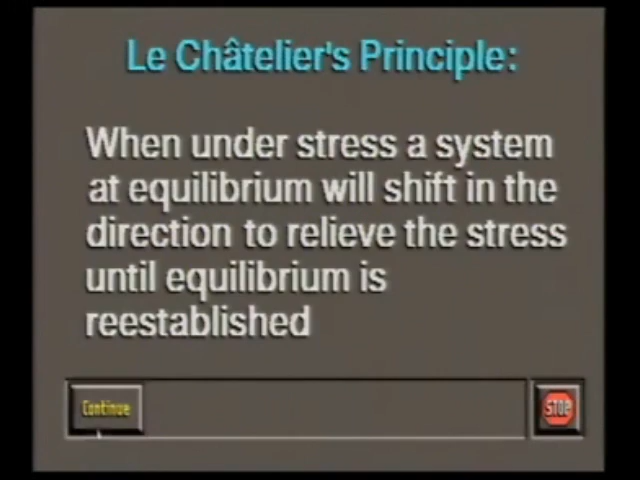 Le Châtelier's Principle:
When under stress a system
at equilibrium will shift in the
direction to relieve the stress
until equilibrium is
reestablished
Continue
STOP